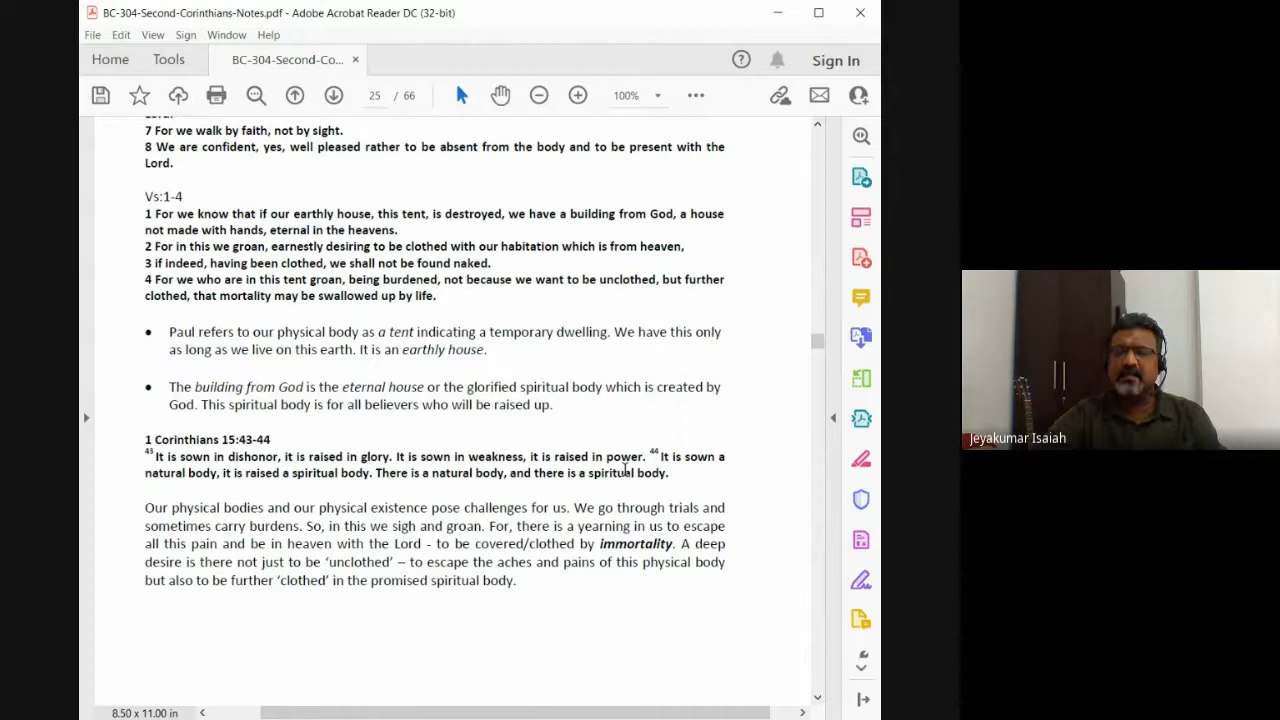 BC-304-Second-Corinthians-Notes.pdf - Adobe Acrobat Reader DC (32-bit)
File Edit View Sign Window Help
Home Tools BC-304-Second-Co... × Sign In
25 / 66 100%
7 For we walk by faith, not by sight.
8 We are confident, yes, well pleased rather to be absent from the body and to be present with the
Lord.
Vs:1-4
1 For we know that if our earthly house, this tent, is destroyed, we have a building from God, a house
not made with hands, eternal in the heavens.
2 For in this we groan, earnestly desiring to be clothed with our habitation which is from heaven,
3 if indeed, having been clothed, we shall not be found naked.
4 For we who are in this tent groan, being burdened, not because we want to be unclothed, but further
clothed, that mortality may be swallowed up by life.
• Paul refers to our physical body as a tent indicating a temporary dwelling. We have this only
as long as we live on this earth. It is an earthly house.
• The building from God is the eternal house or the glorified spiritual body which is created by
God. This spiritual body is for all believers who will be raised up.
1 Corinthians 15:43-44
43 It is sown in dishonor, it is raised in glory. It is sown in weakness, it is raised in power. 44 It is sown a
natural body, it is raised a spiritual body. There is a natural body, and there is a spiritual body.
Our physical bodies and our physical existence pose challenges for us. We go through trials and
sometimes carry burdens. So, in this we sigh and groan. For, there is a yearning in us to escape
all this pain and be in heaven with the Lord - to be covered/clothed by immortality. A deep
desire is there not just to be ‘unclothed’ – to escape the aches and pains of this physical body
but also to be further ‘clothed’ in the promised spiritual body.
8.50 x 11.00 in
Jeyakumar Isaiah